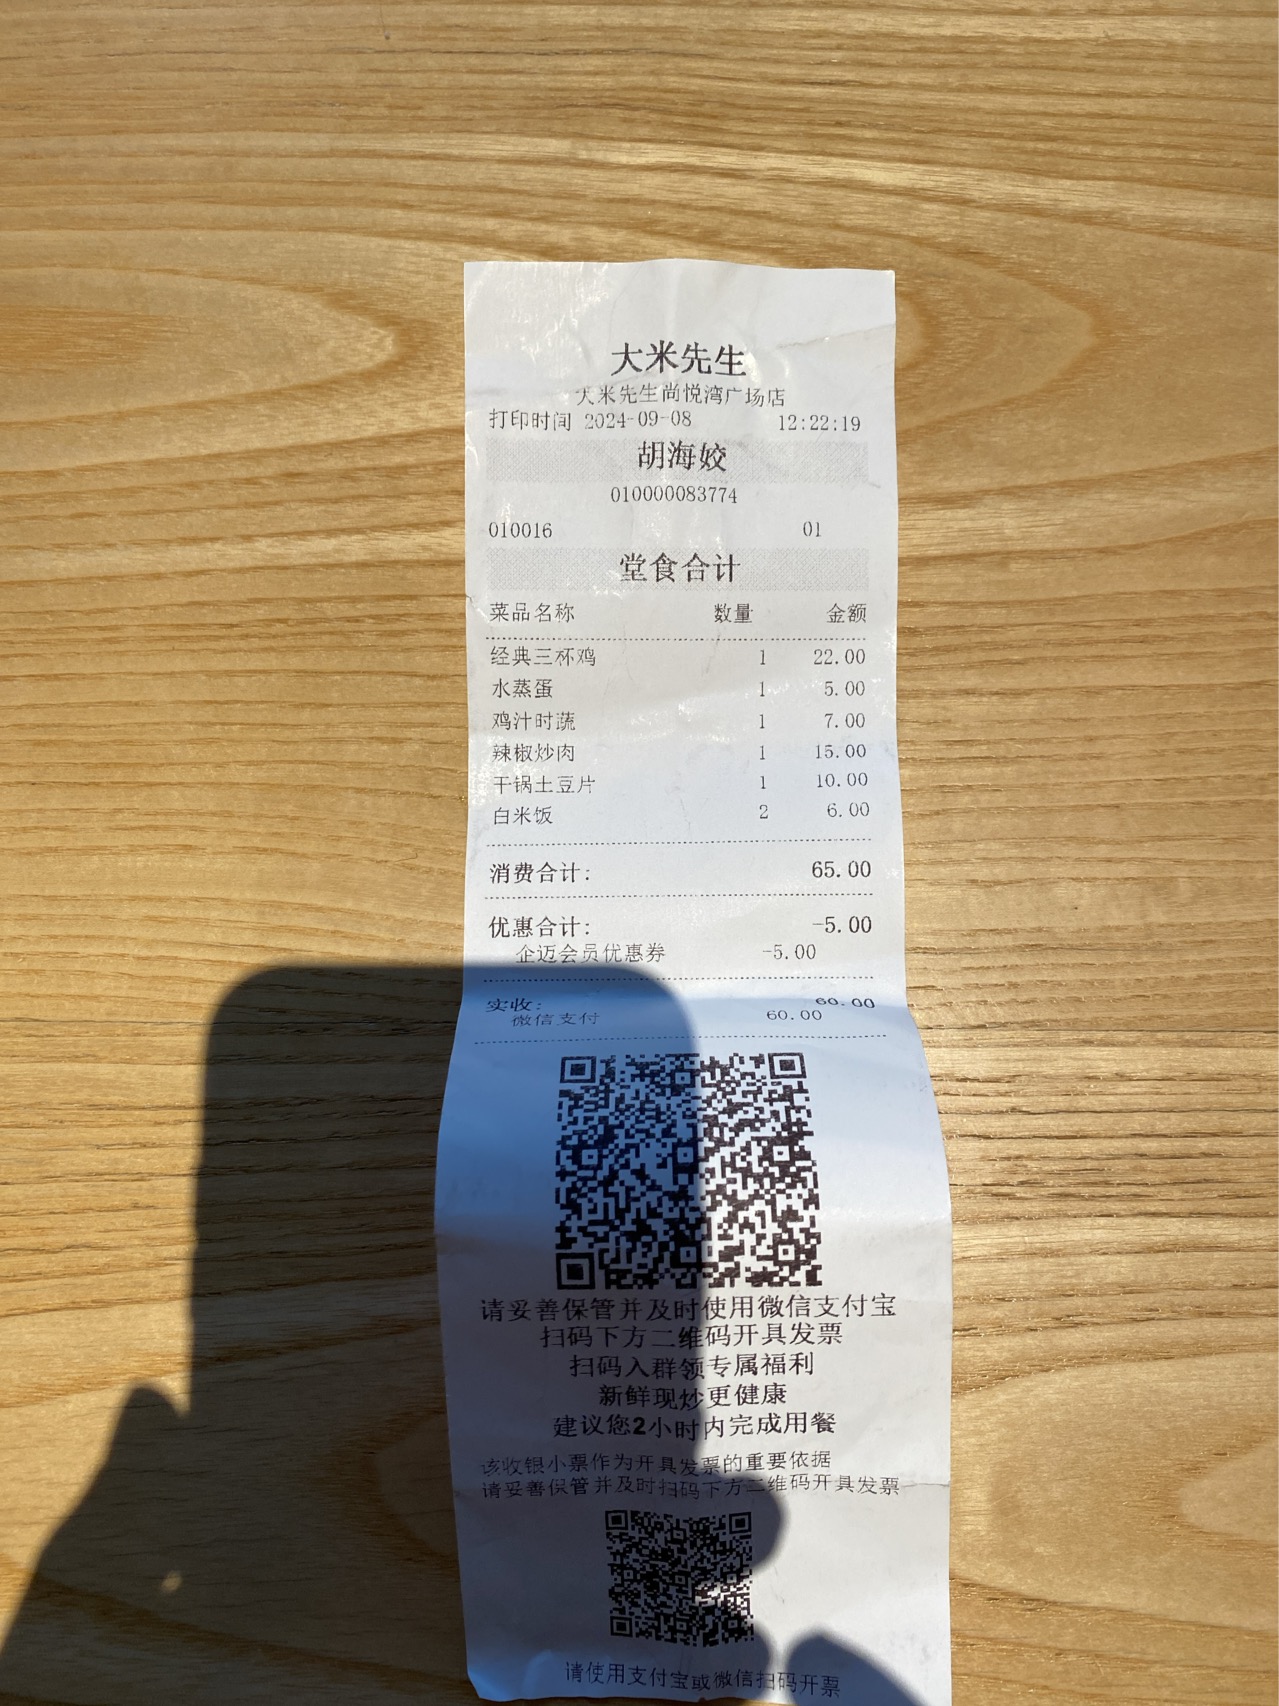 大米先生
大米先生尚悦湾广场店
打印时间 2024-09-08 12:22:19
胡海姣
010000083774
010016 01
堂食合计
菜品名称 数量 金额
经典三杯鸡 1 22.00
水蒸蛋 1 5.00
鸡汁时蔬 1 7.00
辣椒炒肉 1 15.00
干锅土豆片 1 10.00
白米饭 2 6.00
消费合计: 65.00
优惠合计: -5.00
企迈会员优惠券 -5.00
实收: 60.00
微信支付 60.00
请妥善保管并及时使用微信支付宝
扫码下方二维码开具发票
扫码入群领专属福利
新鲜现炒更健康
建议您2小时内完成用餐
该收银小票作为开具发票的重要依据
请妥善保管并及时扫码下方二维码开具发票
请使用支付宝或微信扫码开票